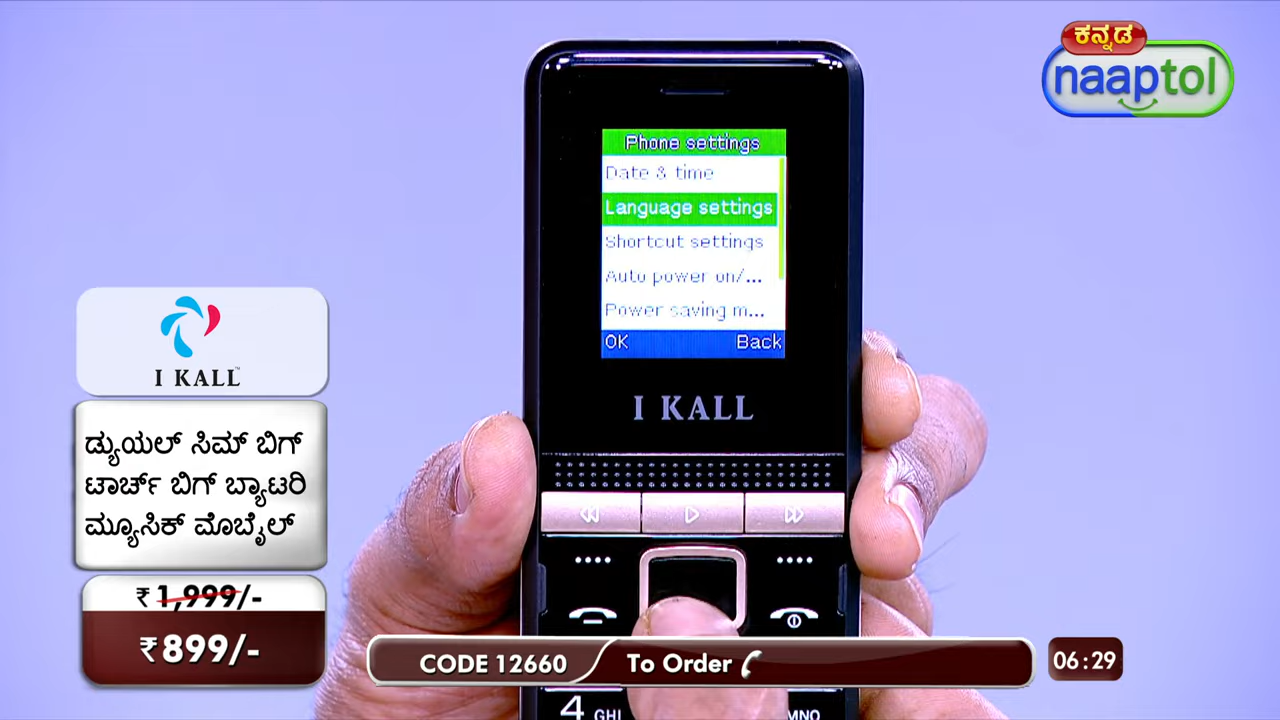 ಕನ್ನಡ
naaptol
Phone settings
Date & time
Language settings
Shortcut settings
Auto power on/...
Power saving m...
OK Back
I KALL
I KALL™
ಡ್ಯುಯಲ್ ಸಿಮ್ ಬಿಗ್
ಟಾರ್ಚ್ ಬಿಗ್ ಬ್ಯಾಟರಿ
ಮ್ಯೂಸಿಕ್ ಮೊಬೈಲ್
₹ 1,999/-
₹ 899/-
CODE 12660 To Order
06:29
4 GHI MNO